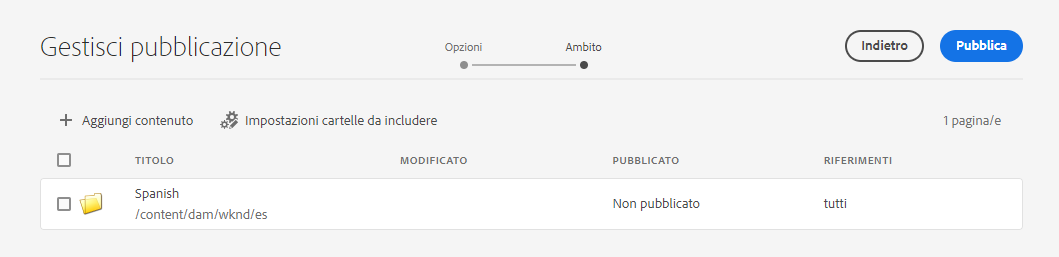 Gestisci pubblicazione
Opzioni
Ambito
Indietro
Pubblica
Aggiungi contenuto
Impostazioni cartelle da includere
1 pagina/e
TITOLO
MODIFICATO
PUBBLICATO
RIFERIMENTI
Spanish
/content/dam/wknd/es
Non pubblicato
tutti